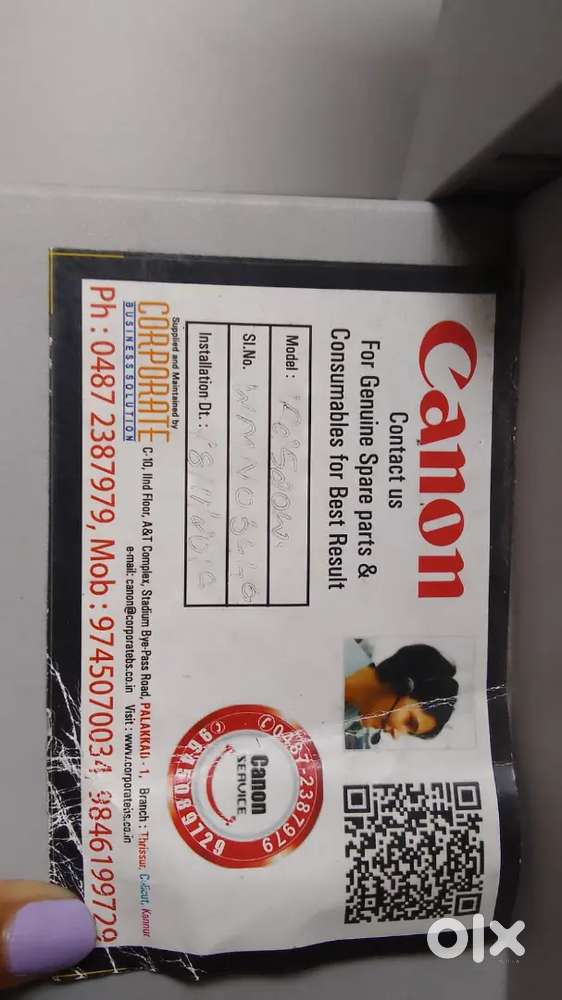 Canon
Contact us
For Genuine Spare parts &
Consumables for Best Result
Model :
Sl.No.
Installation Dt. :
0487-2387979
Canon
SERVICE
Supplied and Maintained by
CORPORATE
BUSINESS SOLUTION
C-10, IInd Floor, A&T Complex, Stadium Bye-Pass Road, PALAKKAD - 1. Branch : Thrissur, Calicut, Kannur
e-mail: canon@corporatebs.co.in Visit : www.corporatebs.co.in
Ph : 0487 2387979, Mob : 9745070034, 9846199729
olx